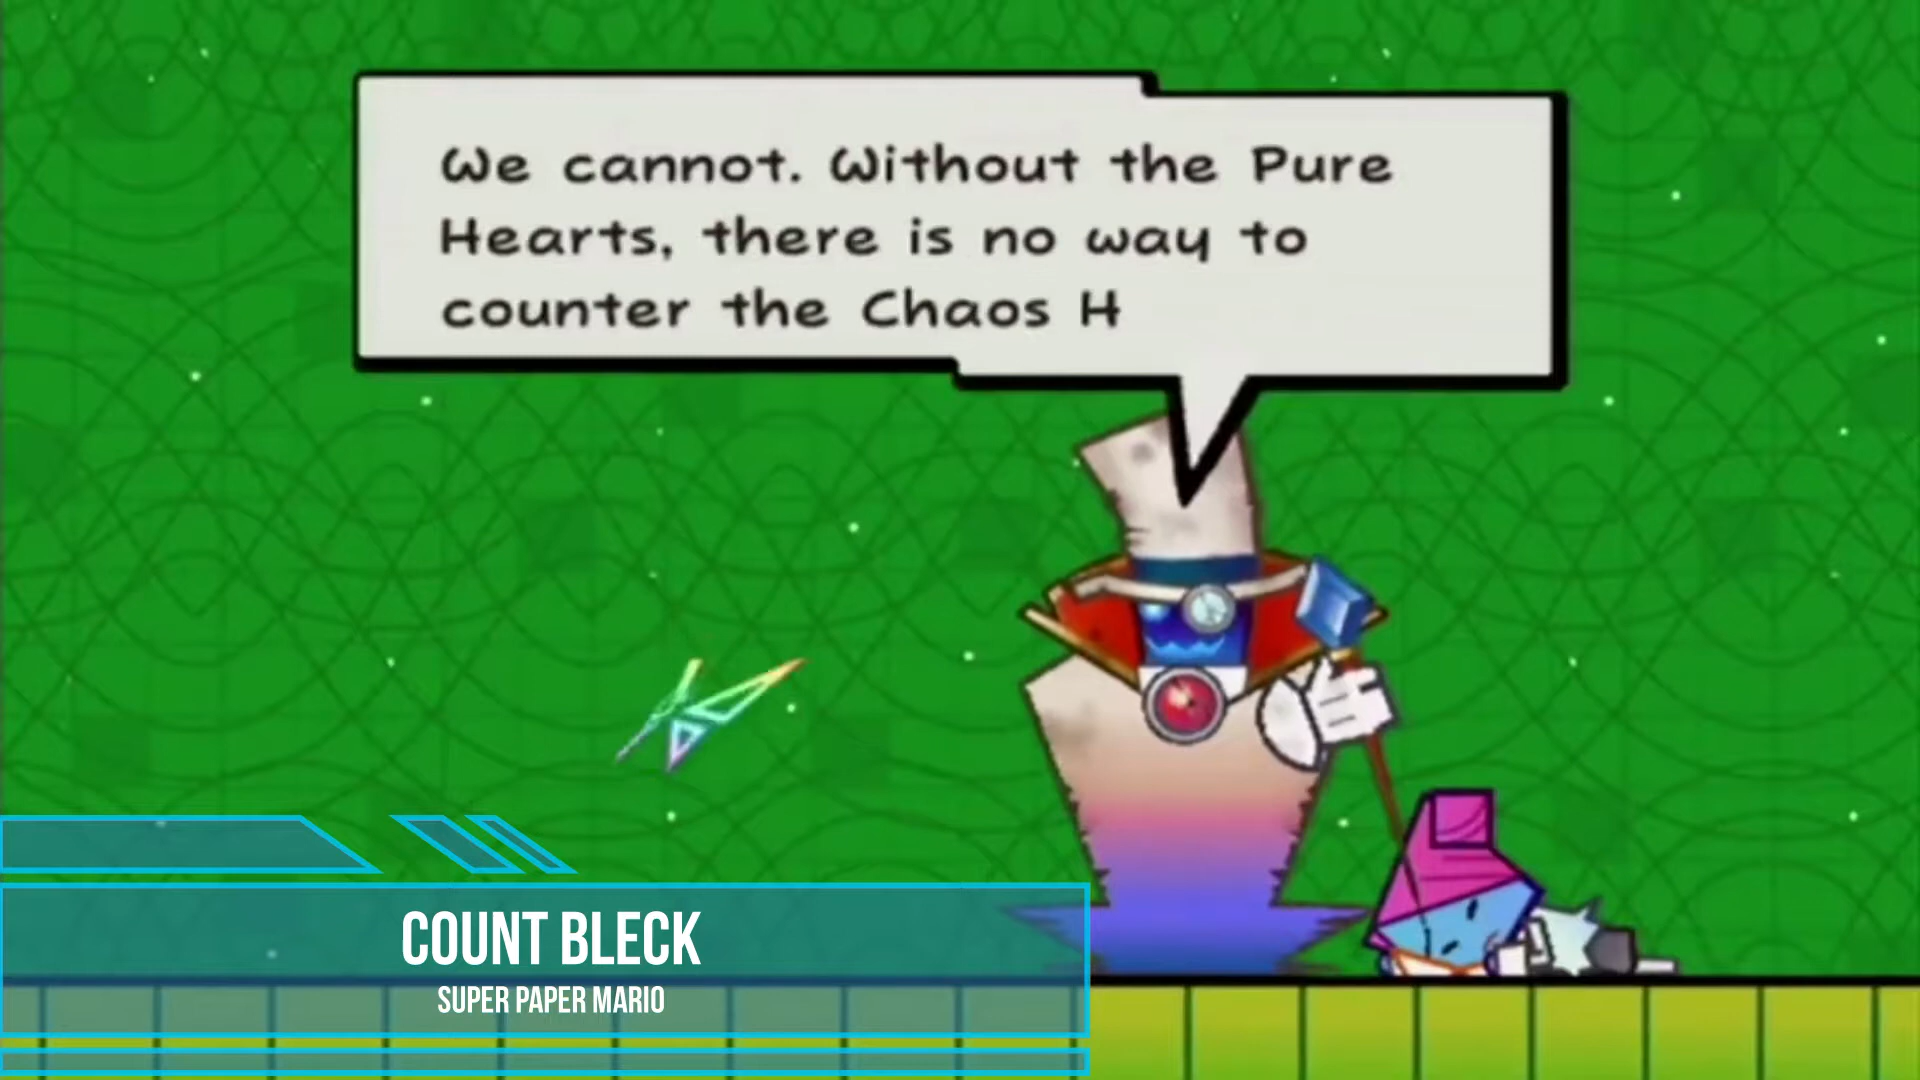 We cannot. Without the Pure
Hearts, there is no way to
counter the Chaos H
COUNT BLECK
SUPER PAPER MARIO